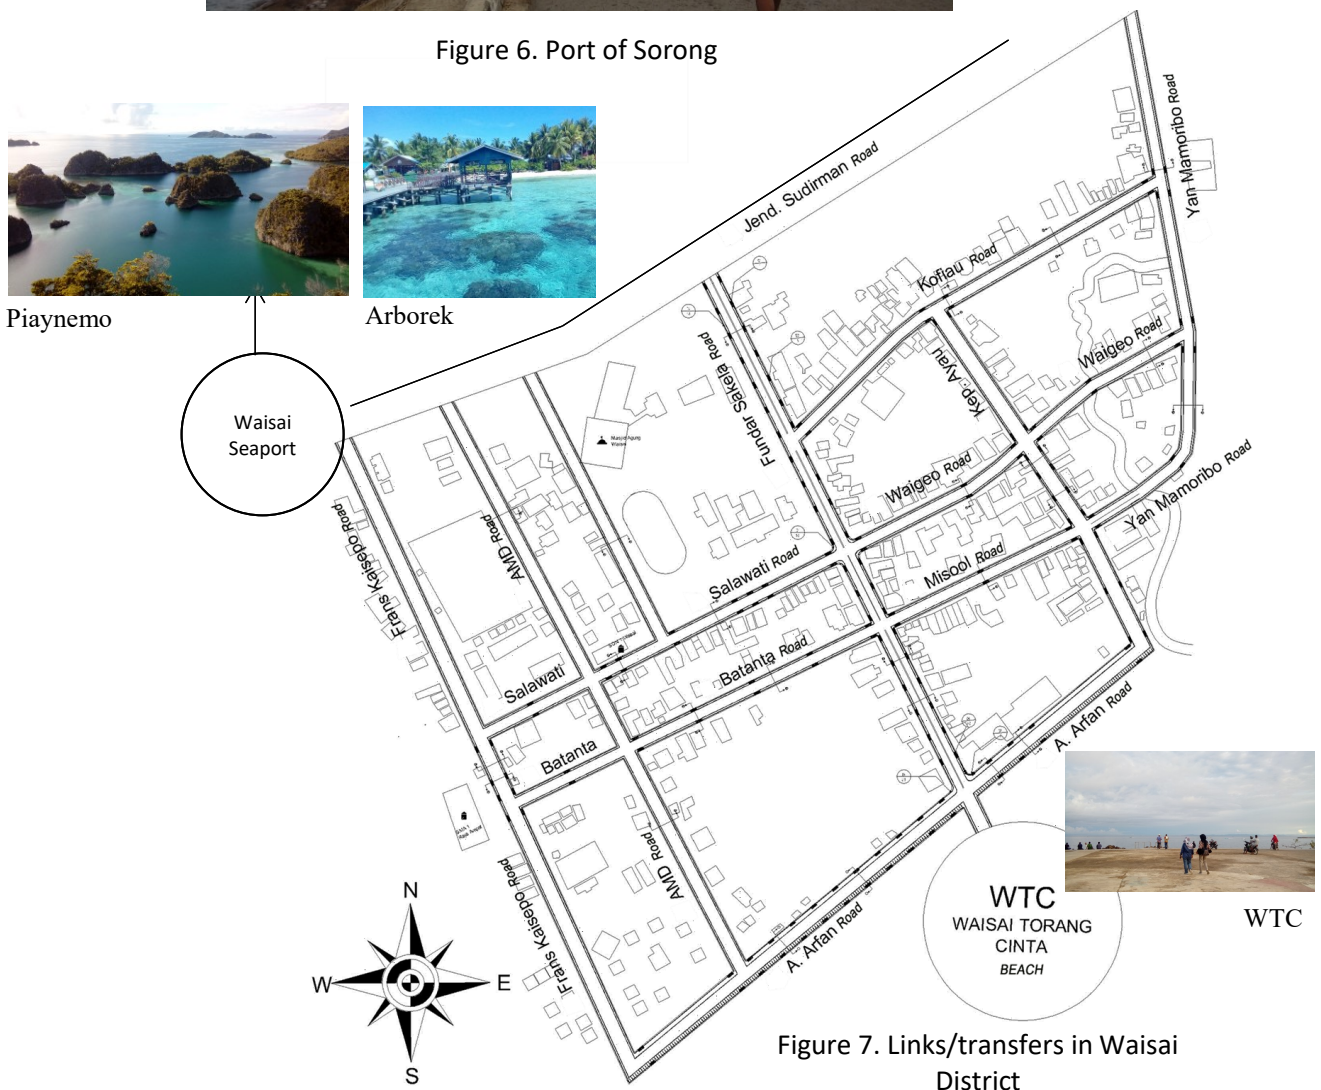 Figure 6. Port of Sorong
Piaynemo
Arborek
Waisai
Seaport
Jend. Sudirman Road
Yan Mamoribo Road
Kofiau Road
Waigeo Road
Kep. Ayau
Fundar Sakela Road
Waigeo Road
Yan Mamoribo Road
Misool Road
Salawati Road
AMD Road
Frans Kaisepo Road
Batanta Road
Salawati
Batanta
A. Arfan Road
AMD Road
Frans Kaisepo Road
A. Arfan Road
WTC
WAISAI TORANG
CINTA
BEACH
WTC
N
W
E
S
Figure 7. Links/transfers in Waisai
District